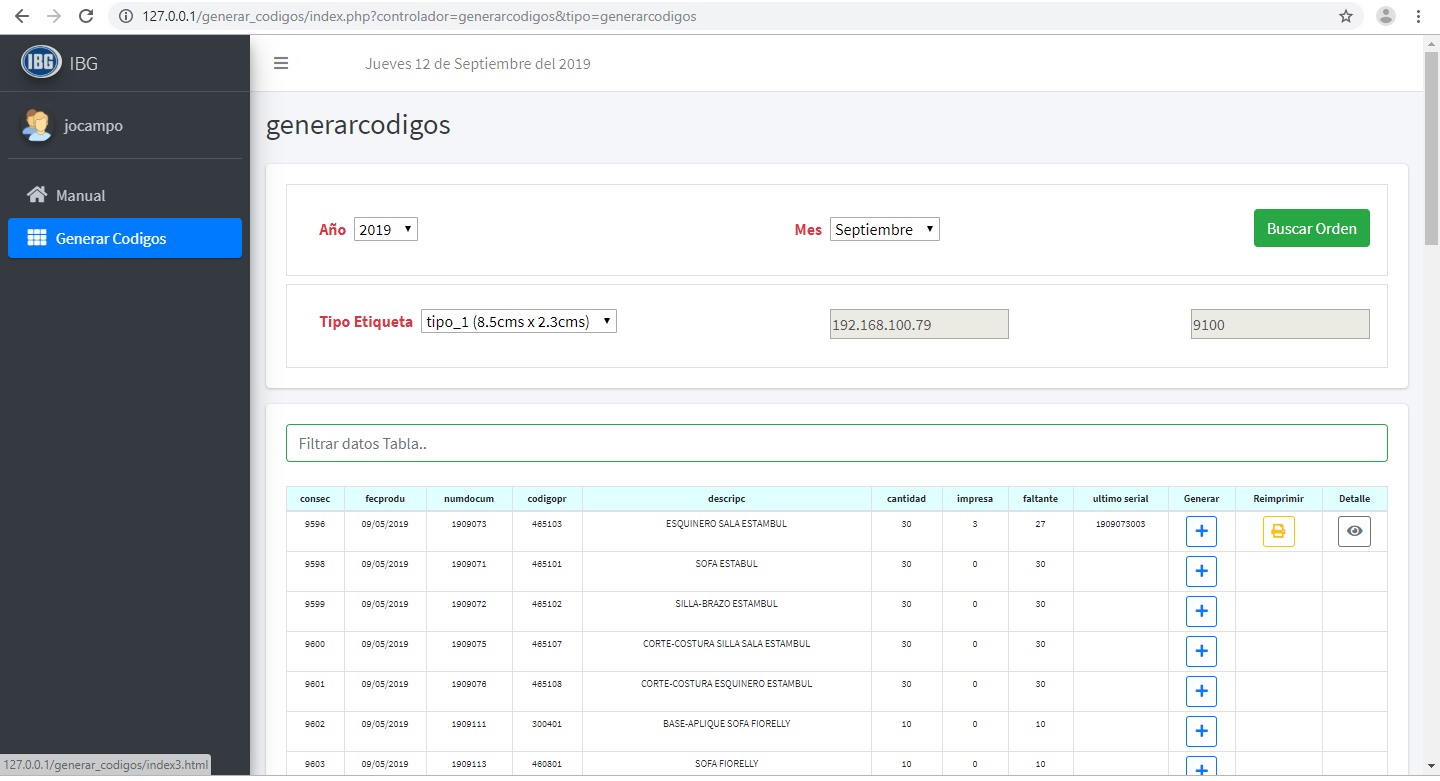 127.0.0.1/generar_codigos/index.php?controlador=generarcodigos&tipo=generarcodigos
IBG IBG
Jueves 12 de Septiembre del 2019
jocampo
Manual
Generar Codigos
generarcodigos
Año 2019 Mes Septiembre Buscar Orden
Tipo Etiqueta tipo_1 (8.5cms x 2.3cms) 192.168.100.79 9100
Filtrar datos Tabla..
consec fecprodu numdocum codigopr descripc cantidad impresa faltante ultimo serial Generar Reimprimir Detalle
9596 09/05/2019 1909073 465103 ESQUINERO SALA ESTAMBUL 30 3 27 1909073003
9598 09/05/2019 1909071 465101 SOFA ESTABUL 30 0 30
9599 09/05/2019 1909072 465102 SILLA-BRAZO ESTAMBUL 30 0 30
9600 09/05/2019 1909075 465107 CORTE-COSTURA SILLA SALA ESTAMBUL 30 0 30
9601 09/05/2019 1909076 465108 CORTE-COSTURA ESQUINERO ESTAMBUL 30 0 30
9602 09/05/2019 1909111 300401 BASE-APLIQUE SOFA FIORELLY 10 0 10
9603 09/05/2019 1909113 460801 SOFA FIORELLY 10 0 10
127.0.0.1/generar_codigos/index3.html